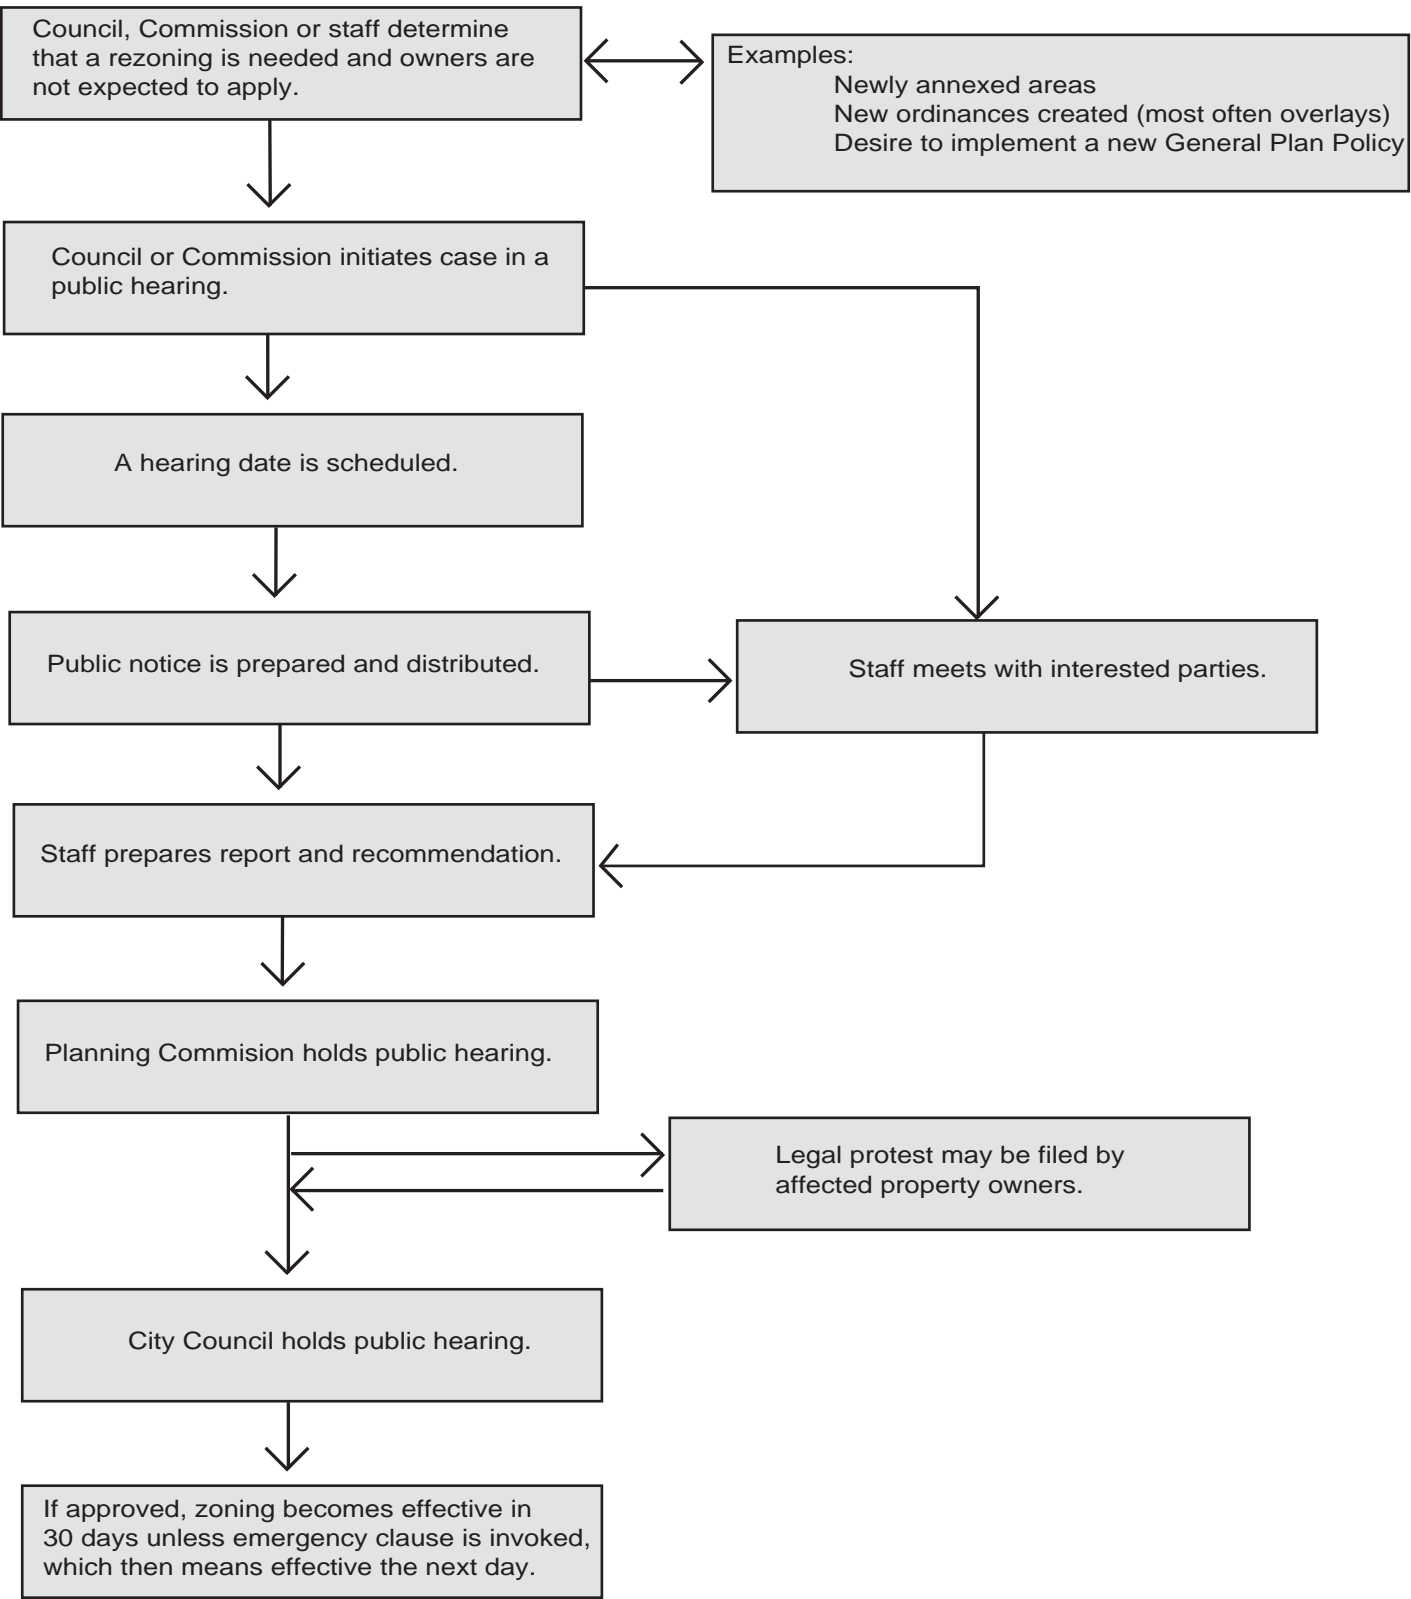 Council, Commission or staff determine
that a rezoning is needed and owners are
not expected to apply.
Examples:
Newly annexed areas
New ordinances created (most often overlays)
Desire to implement a new General Plan Policy
Council or Commission initiates case in a
public hearing.
A hearing date is scheduled.
Public notice is prepared and distributed.
Staff meets with interested parties.
Staff prepares report and recommendation.
Planning Commision holds public hearing.
Legal protest may be filed by
affected property owners.
City Council holds public hearing.
If approved, zoning becomes effective in
30 days unless emergency clause is invoked,
which then means effective the next day.